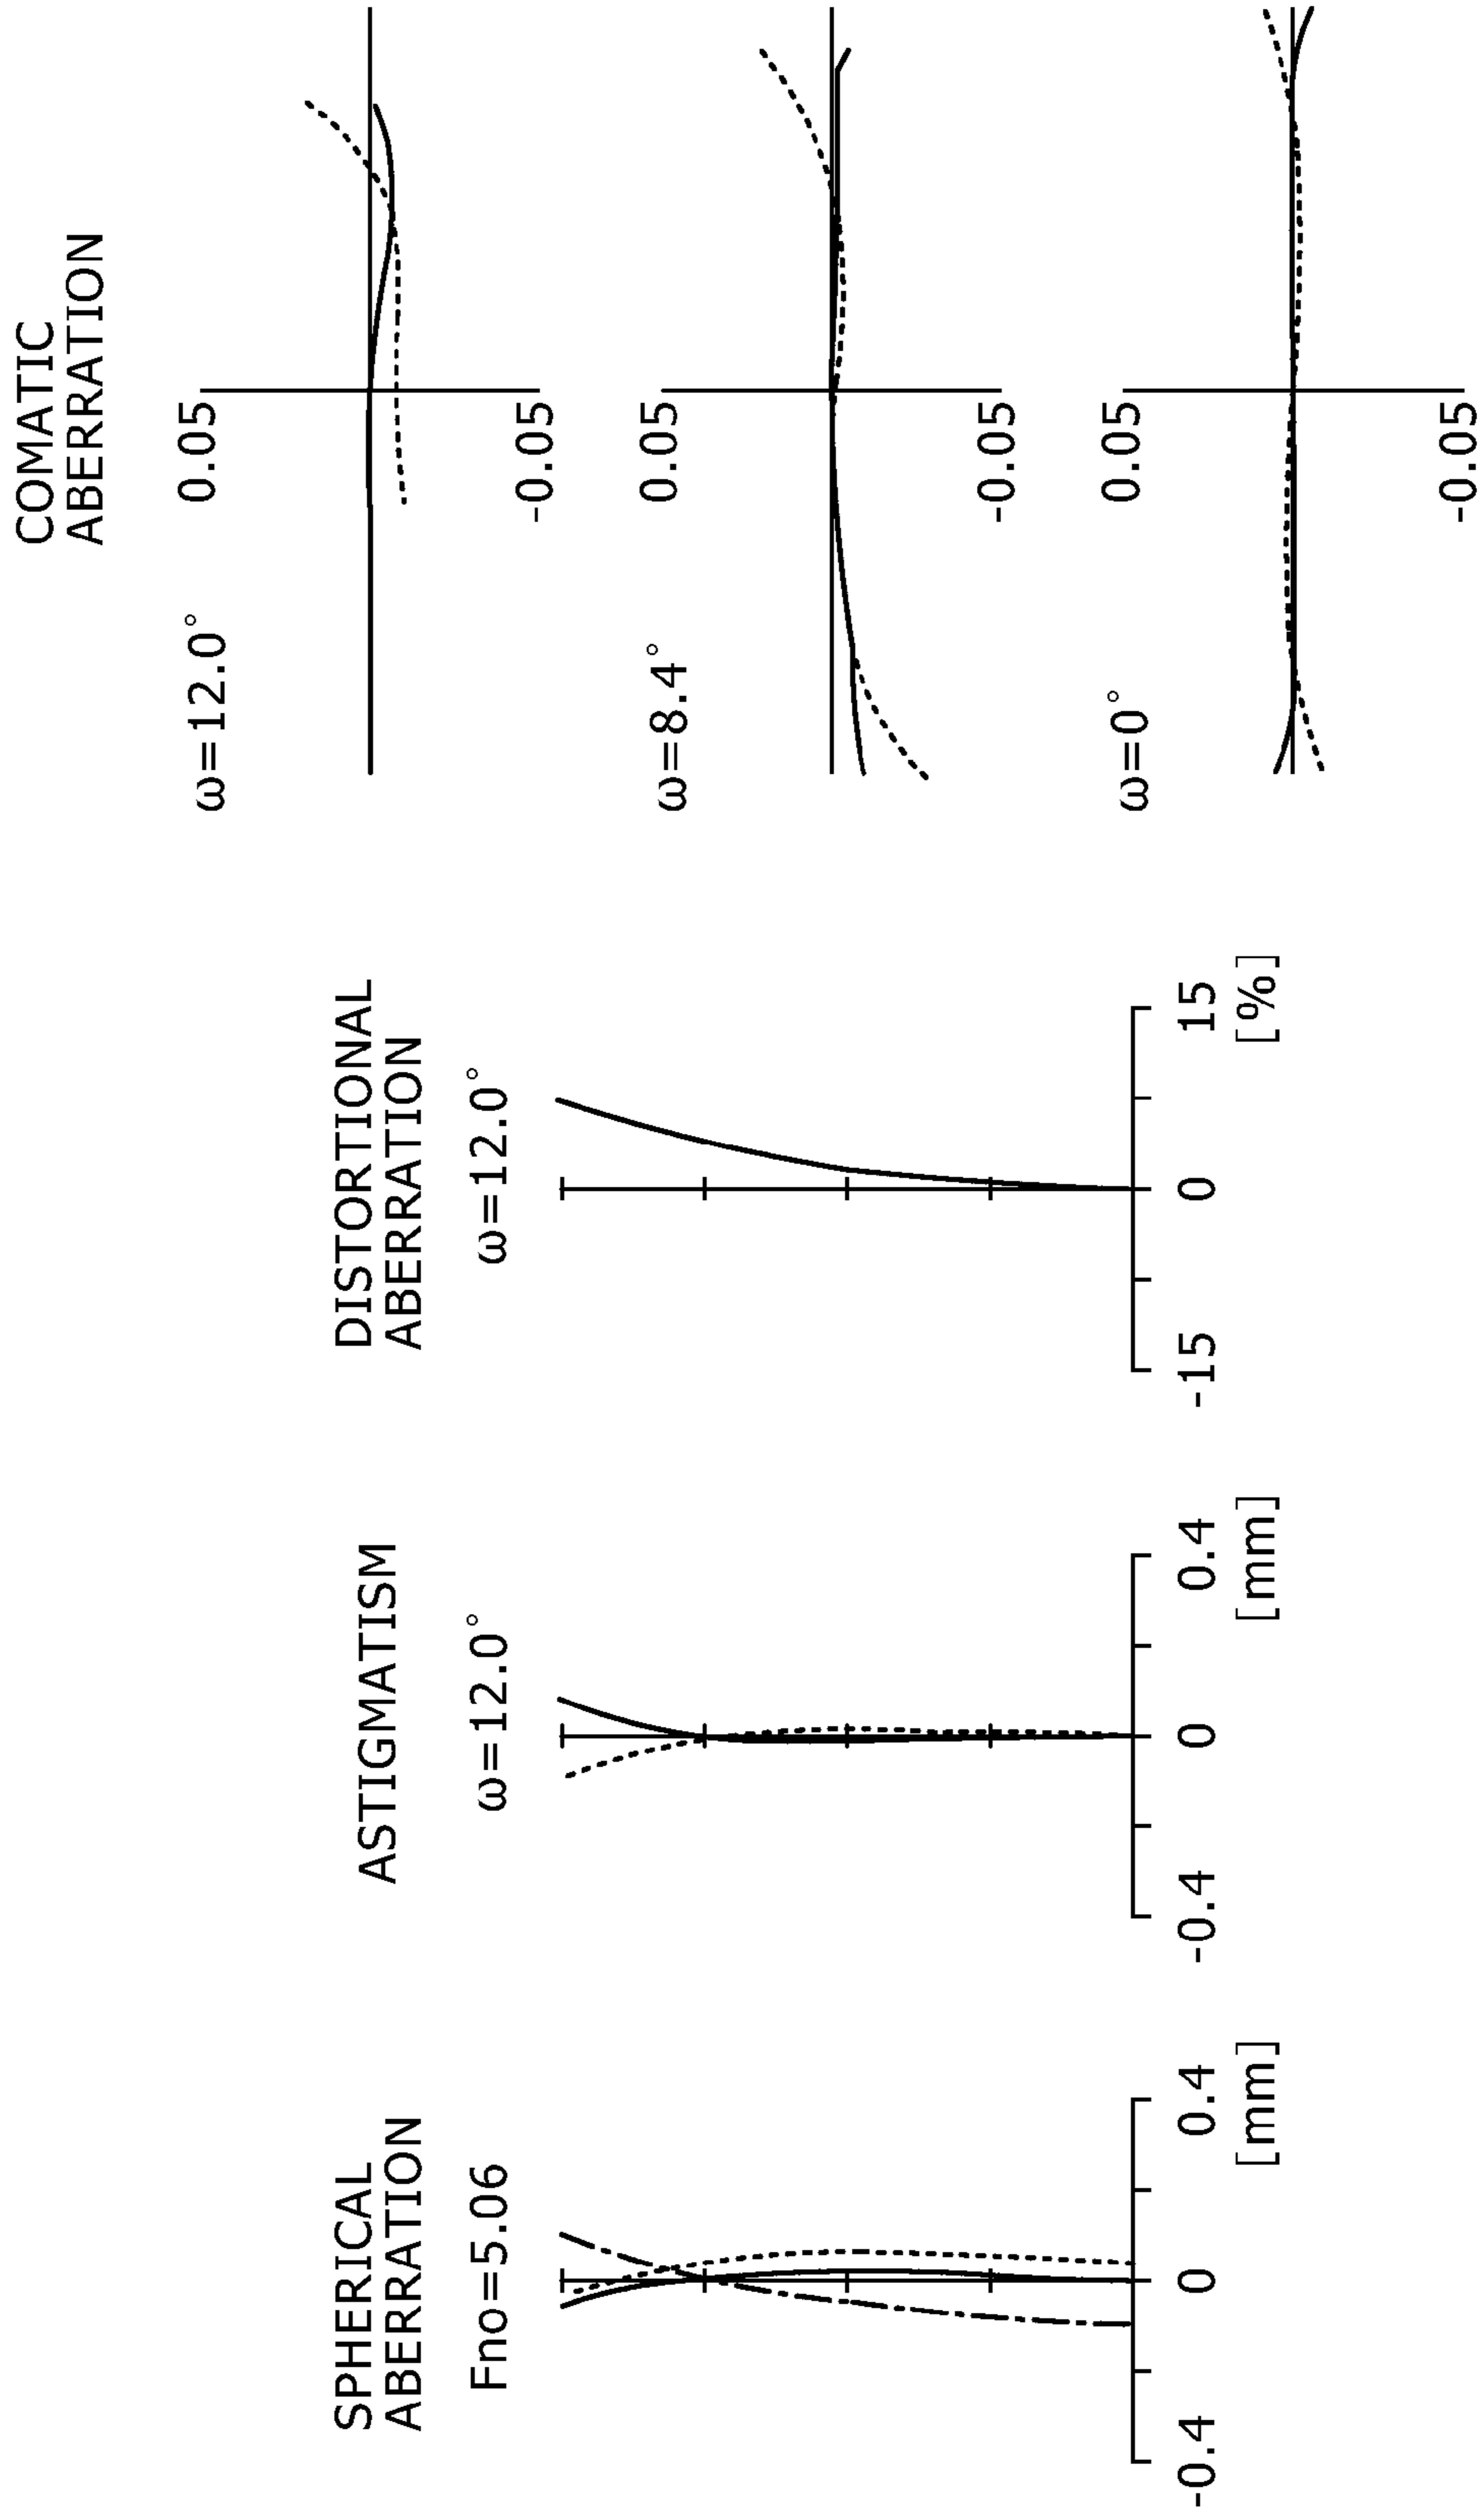 SPHERICAL
ABERRATION
Fno=5.06
-0.4 0 0.4
[mm]
ASTIGMATISM
ω=12.0°
-0.4 0 0.4
[mm]
DISTORTIONAL
ABERRATION
ω=12.0°
-15 0 15
[%]
COMATIC
ABERRATION
ω=12.0°
0.05
-0.05
ω=8.4°
0.05
-0.05
ω=0°
0.05
-0.05